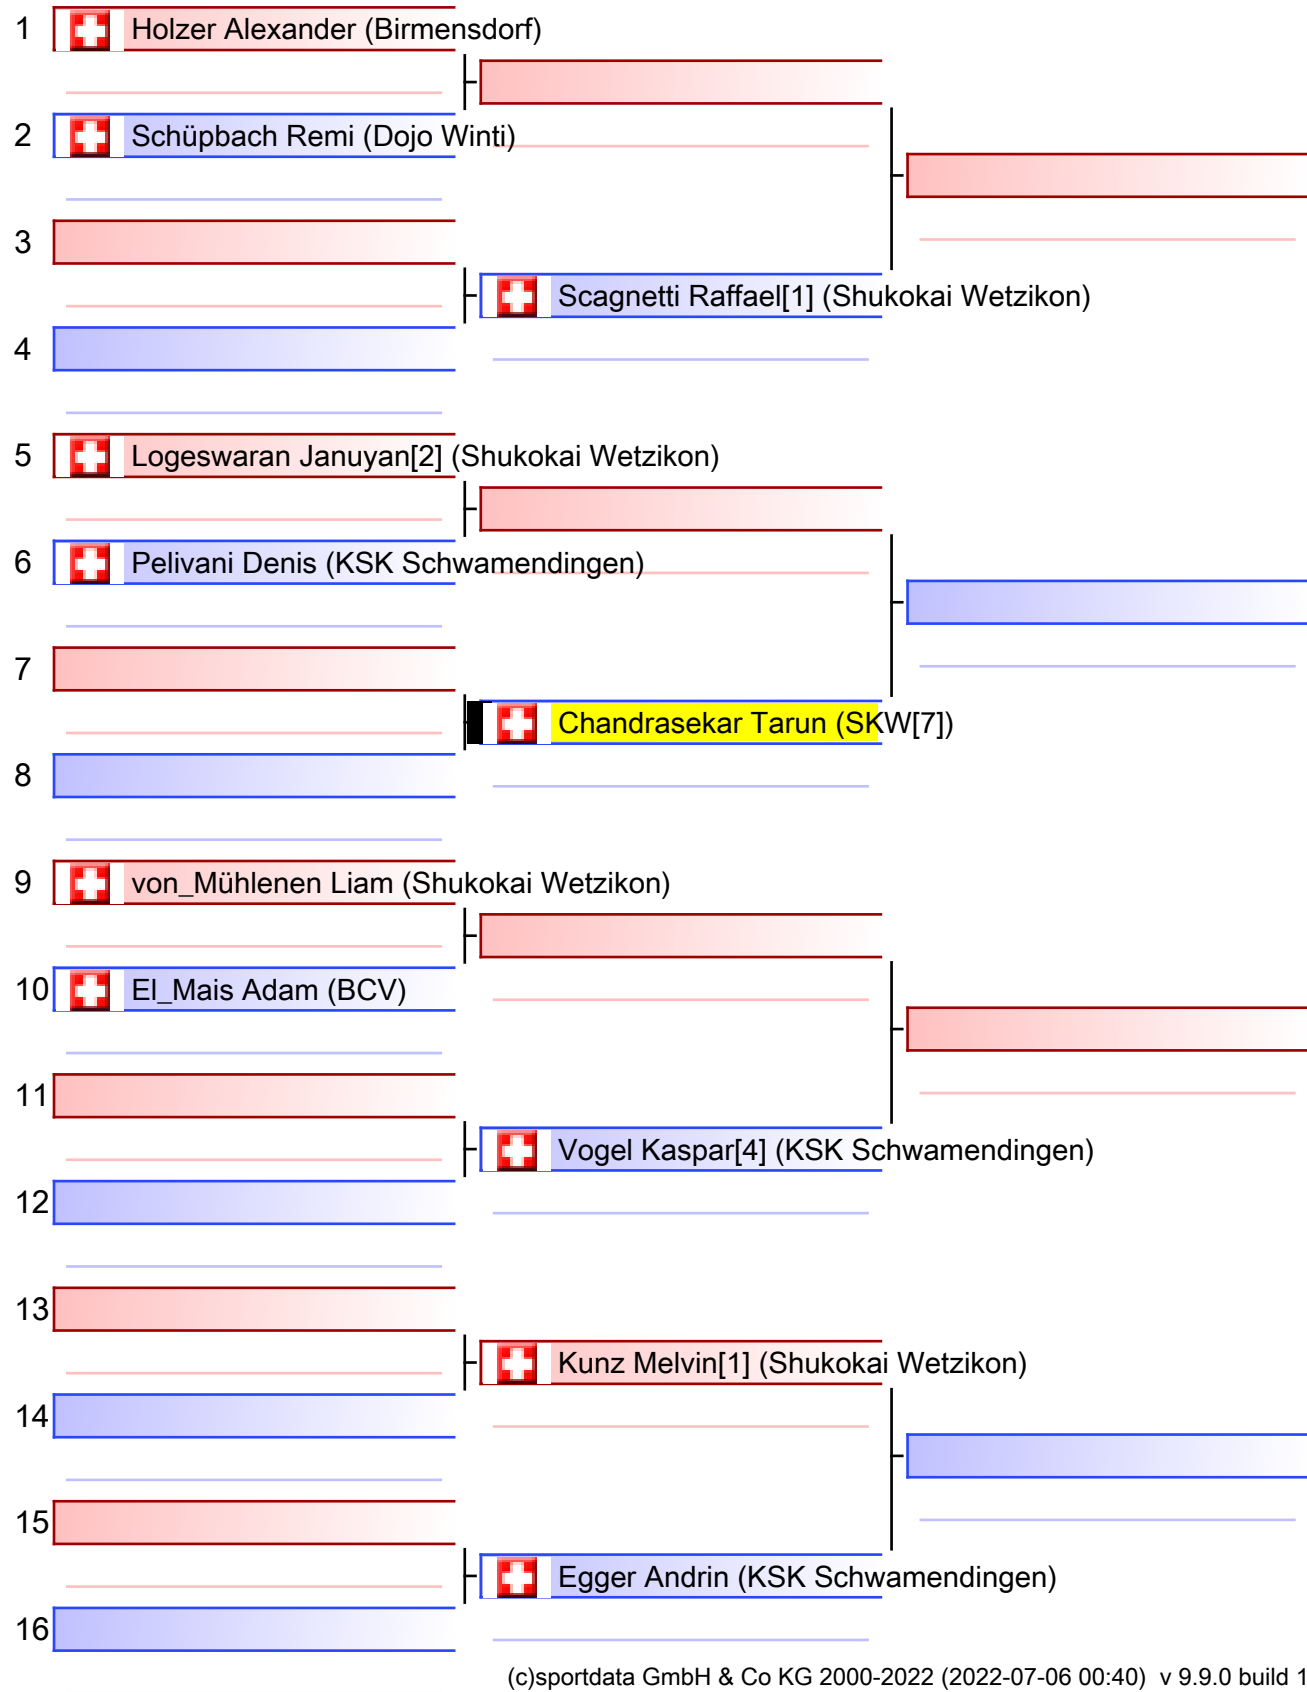 1 Holzer Alexander (Birmensdorf)
2 Schüpbach Remi (Dojo Winti)
3
Scagnetti Raffael[1] (Shukokai Wetzikon)
4
5 Logeswaran Januyan[2] (Shukokai Wetzikon)
6 Pelivani Denis (KSK Schwamendingen)
7
Chandrasekar Tarun (SKW[7])
8
9 von_Mühlenen Liam (Shukokai Wetzikon)
10 El_Mais Adam (BCV)
11
Vogel Kaspar[4] (KSK Schwamendingen)
12
13
Kunz Melvin[1] (Shukokai Wetzikon)
14
15
Egger Andrin (KSK Schwamendingen)
16
(c)sportdata GmbH & Co KG 2000-2022 (2022-07-06 00:40) v 9.9.0 build 1